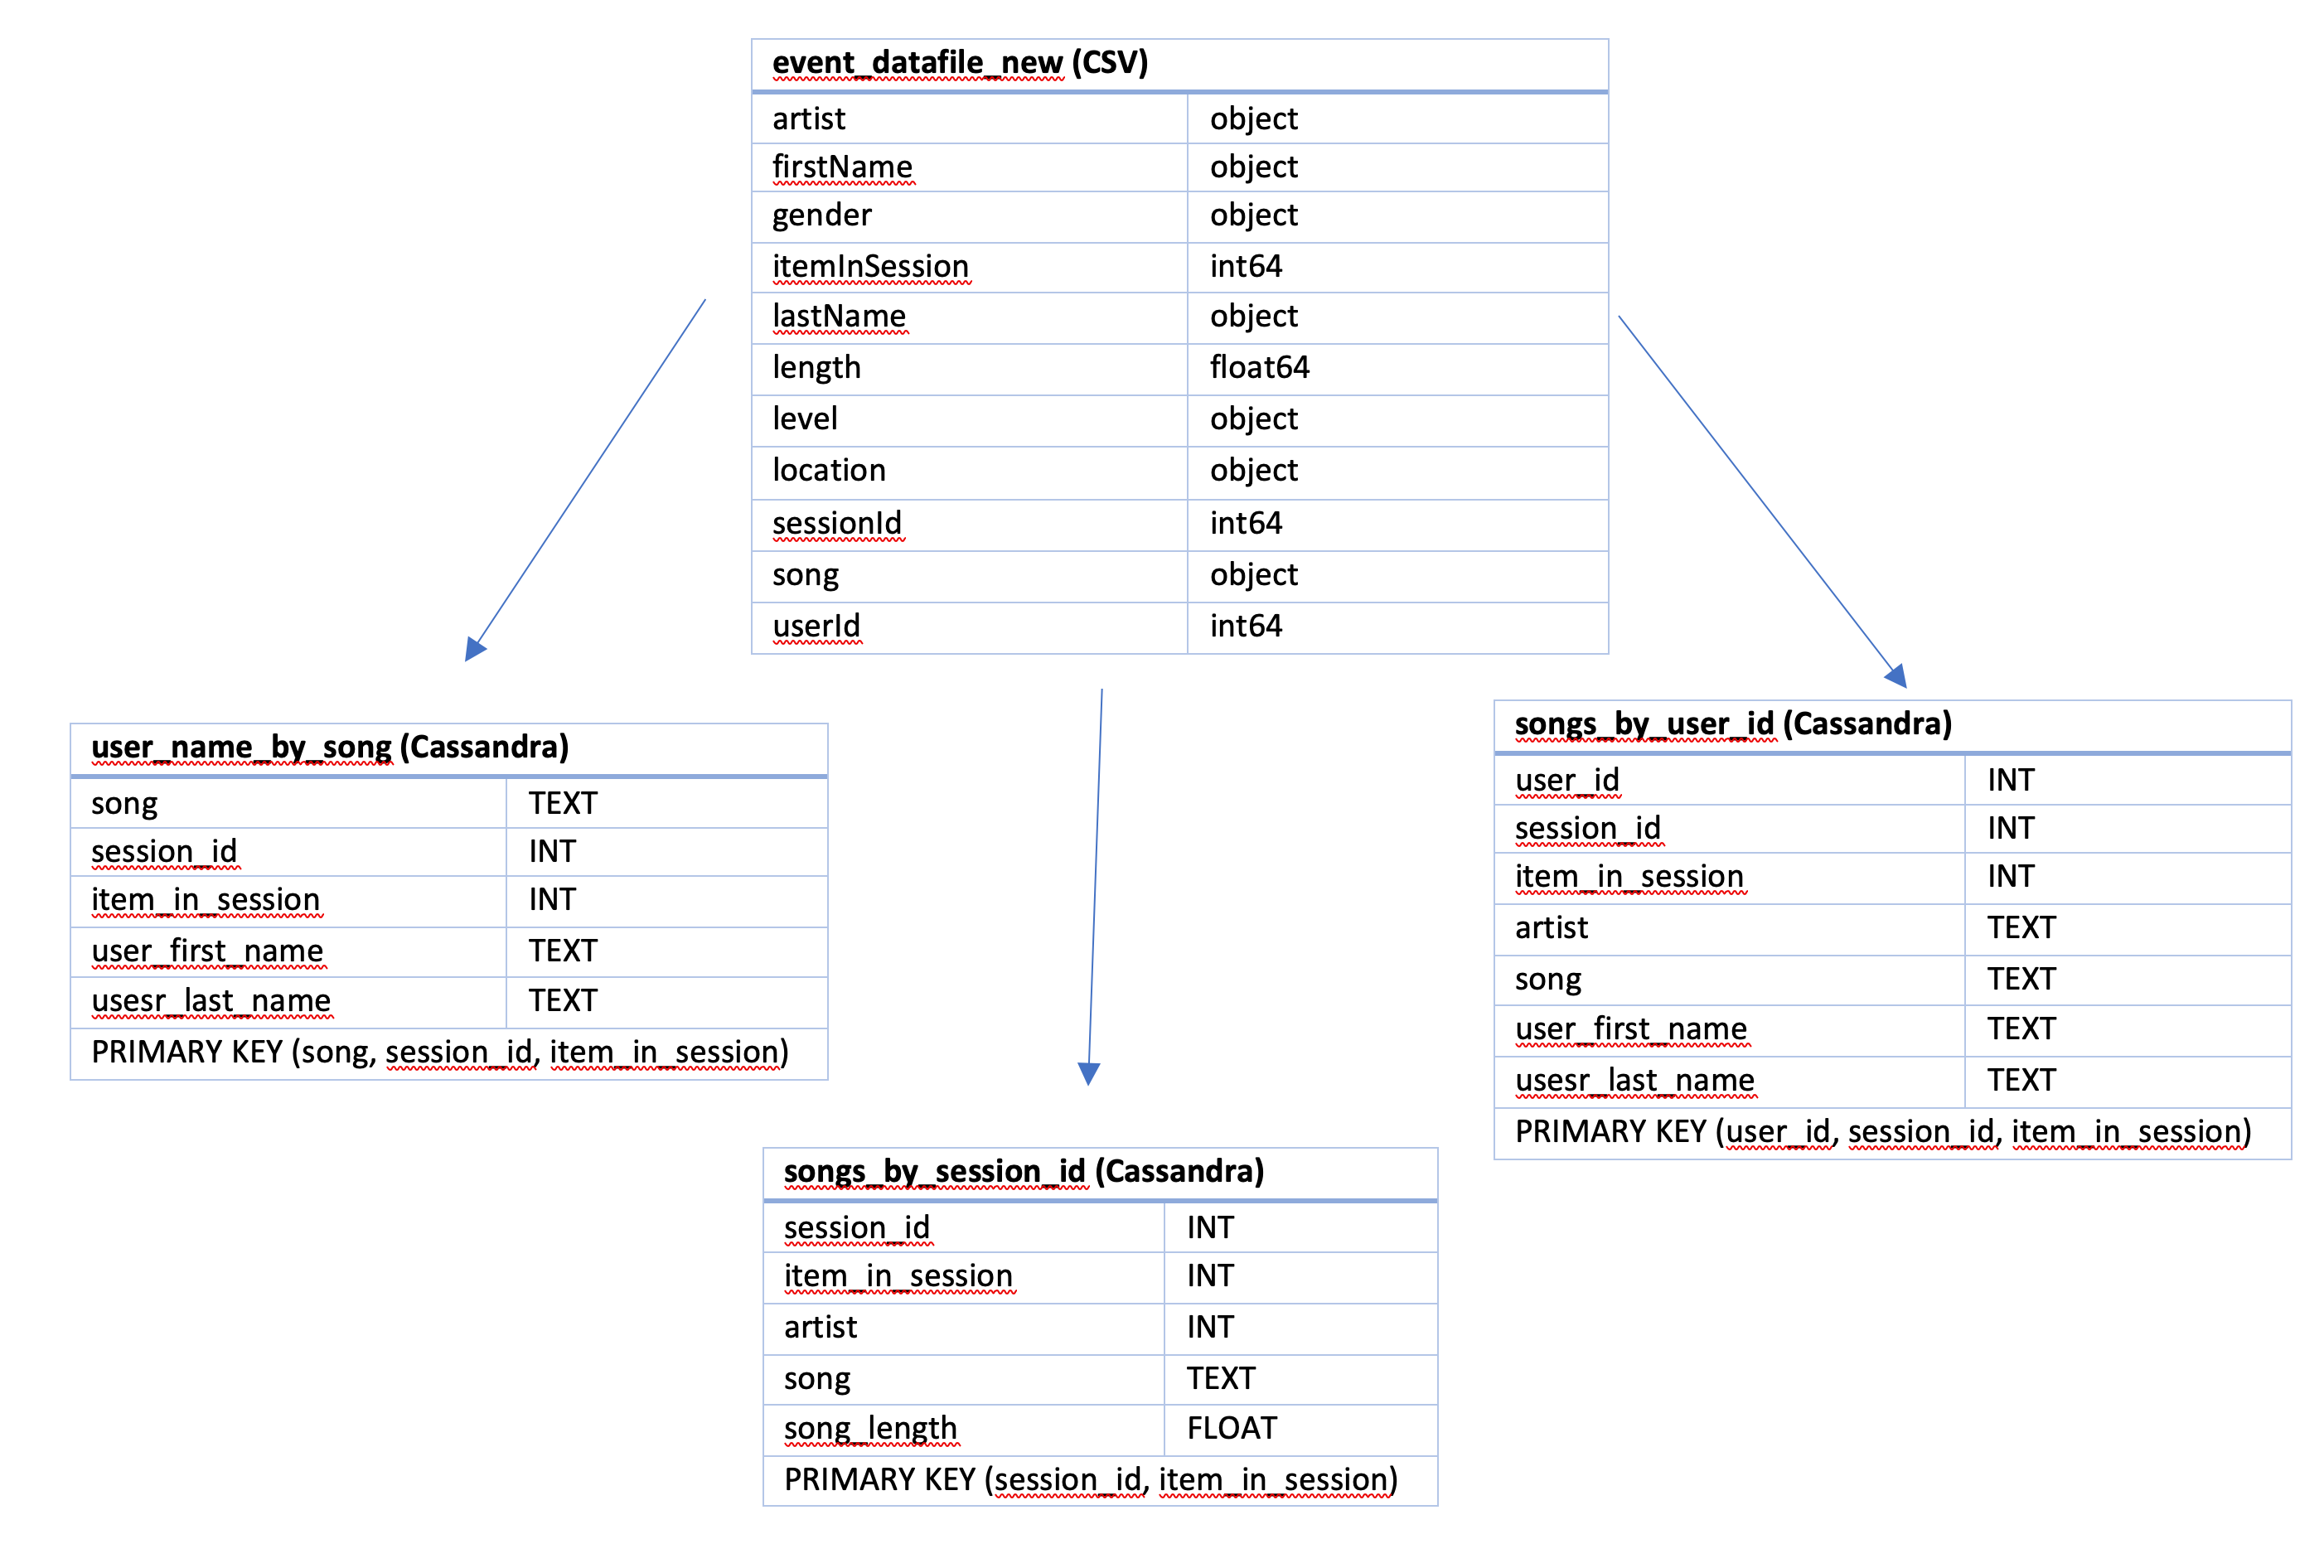 event_datafile_new (CSV)
artist object
firstName object
gender object
itemInSession int64
lastName object
length float64
level object
location object
sessionId int64
song object
userId int64
user_name_by_song (Cassandra)
song TEXT
session_id INT
item_in_session INT
user_first_name TEXT
usesr_last_name TEXT
PRIMARY KEY (song, session_id, item_in_session)
songs_by_session_id (Cassandra)
session_id INT
item_in_session INT
artist INT
song TEXT
song_length FLOAT
PRIMARY KEY (session_id, item_in_session)
songs_by_user_id (Cassandra)
user_id INT
session_id INT
item_in_session INT
artist TEXT
song TEXT
user_first_name TEXT
usesr_last_name TEXT
PRIMARY KEY (user_id, session_id, item_in_session)